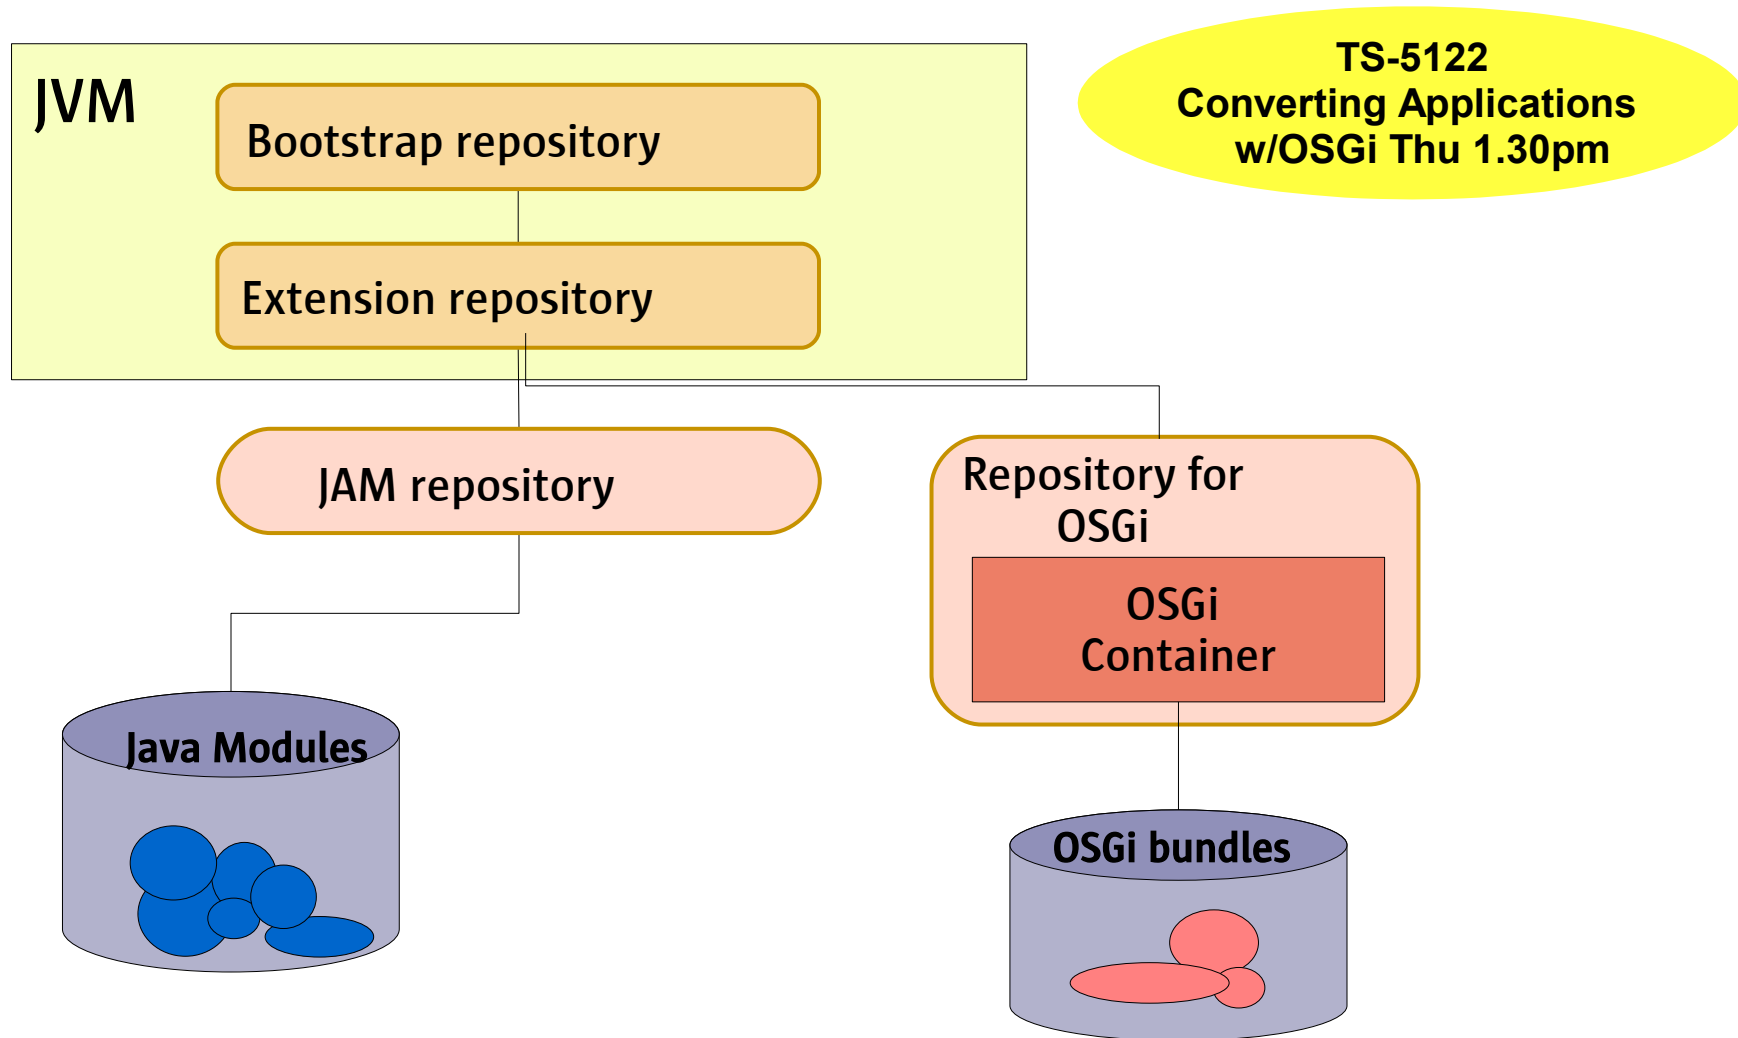 JVM
Bootstrap repository
Extension repository
TS-5122
Converting Applications
w/OSGi Thu 1.30pm
JAM repository
Repository for
OSGi
OSGi
Container
Java Modules
OSGi bundles